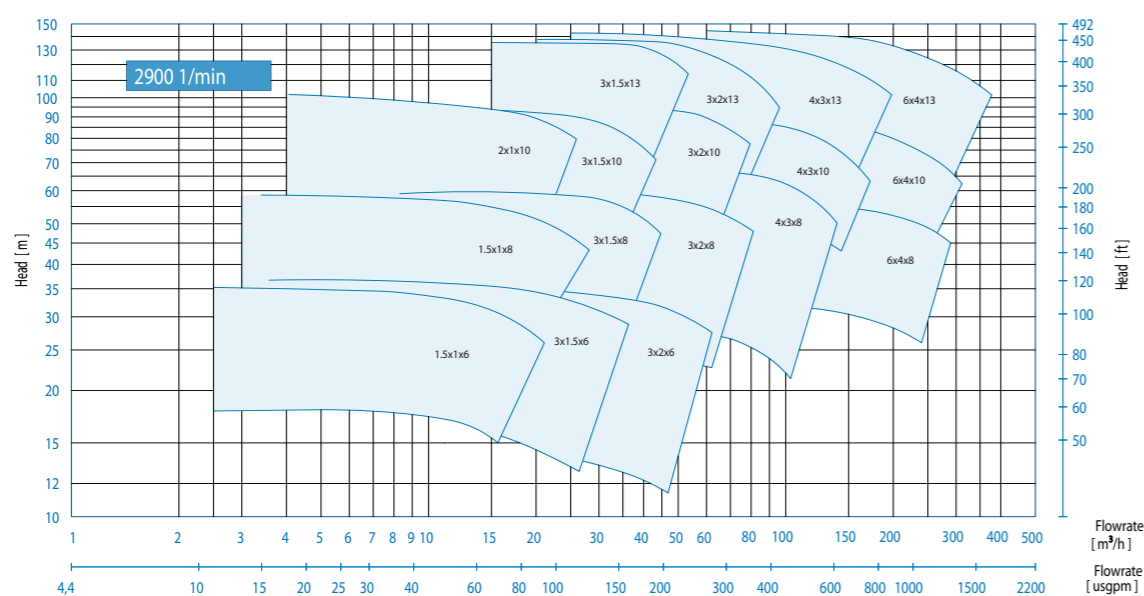 2900 1/min
Head [m]
150
130
110
100
90
80
70
60
50
45
40
35
30
25
20
15
12
10
3x1.5x13
3x2x13
4x3x13
6x4x13
2x1x10
3x1.5x10
3x2x10
4x3x10
6x4x10
1.5x1x8
3x1.5x8
3x2x8
4x3x8
6x4x8
1.5x1x6
3x1.5x6
3x2x6
492
450
400
350
300
250
200
180
160
140
120
100
80
70
60
50
Head [ft]
1 2 3 4 5 6 7 8 9 10 15 20 30 40 50 60 80 100 150 200 300 400 500
Flowrate
[m³/h]
4,4 10 15 20 25 30 40 60 80 100 150 200 300 400 600 800 1000 1500 2200
Flowrate
[usgpm]